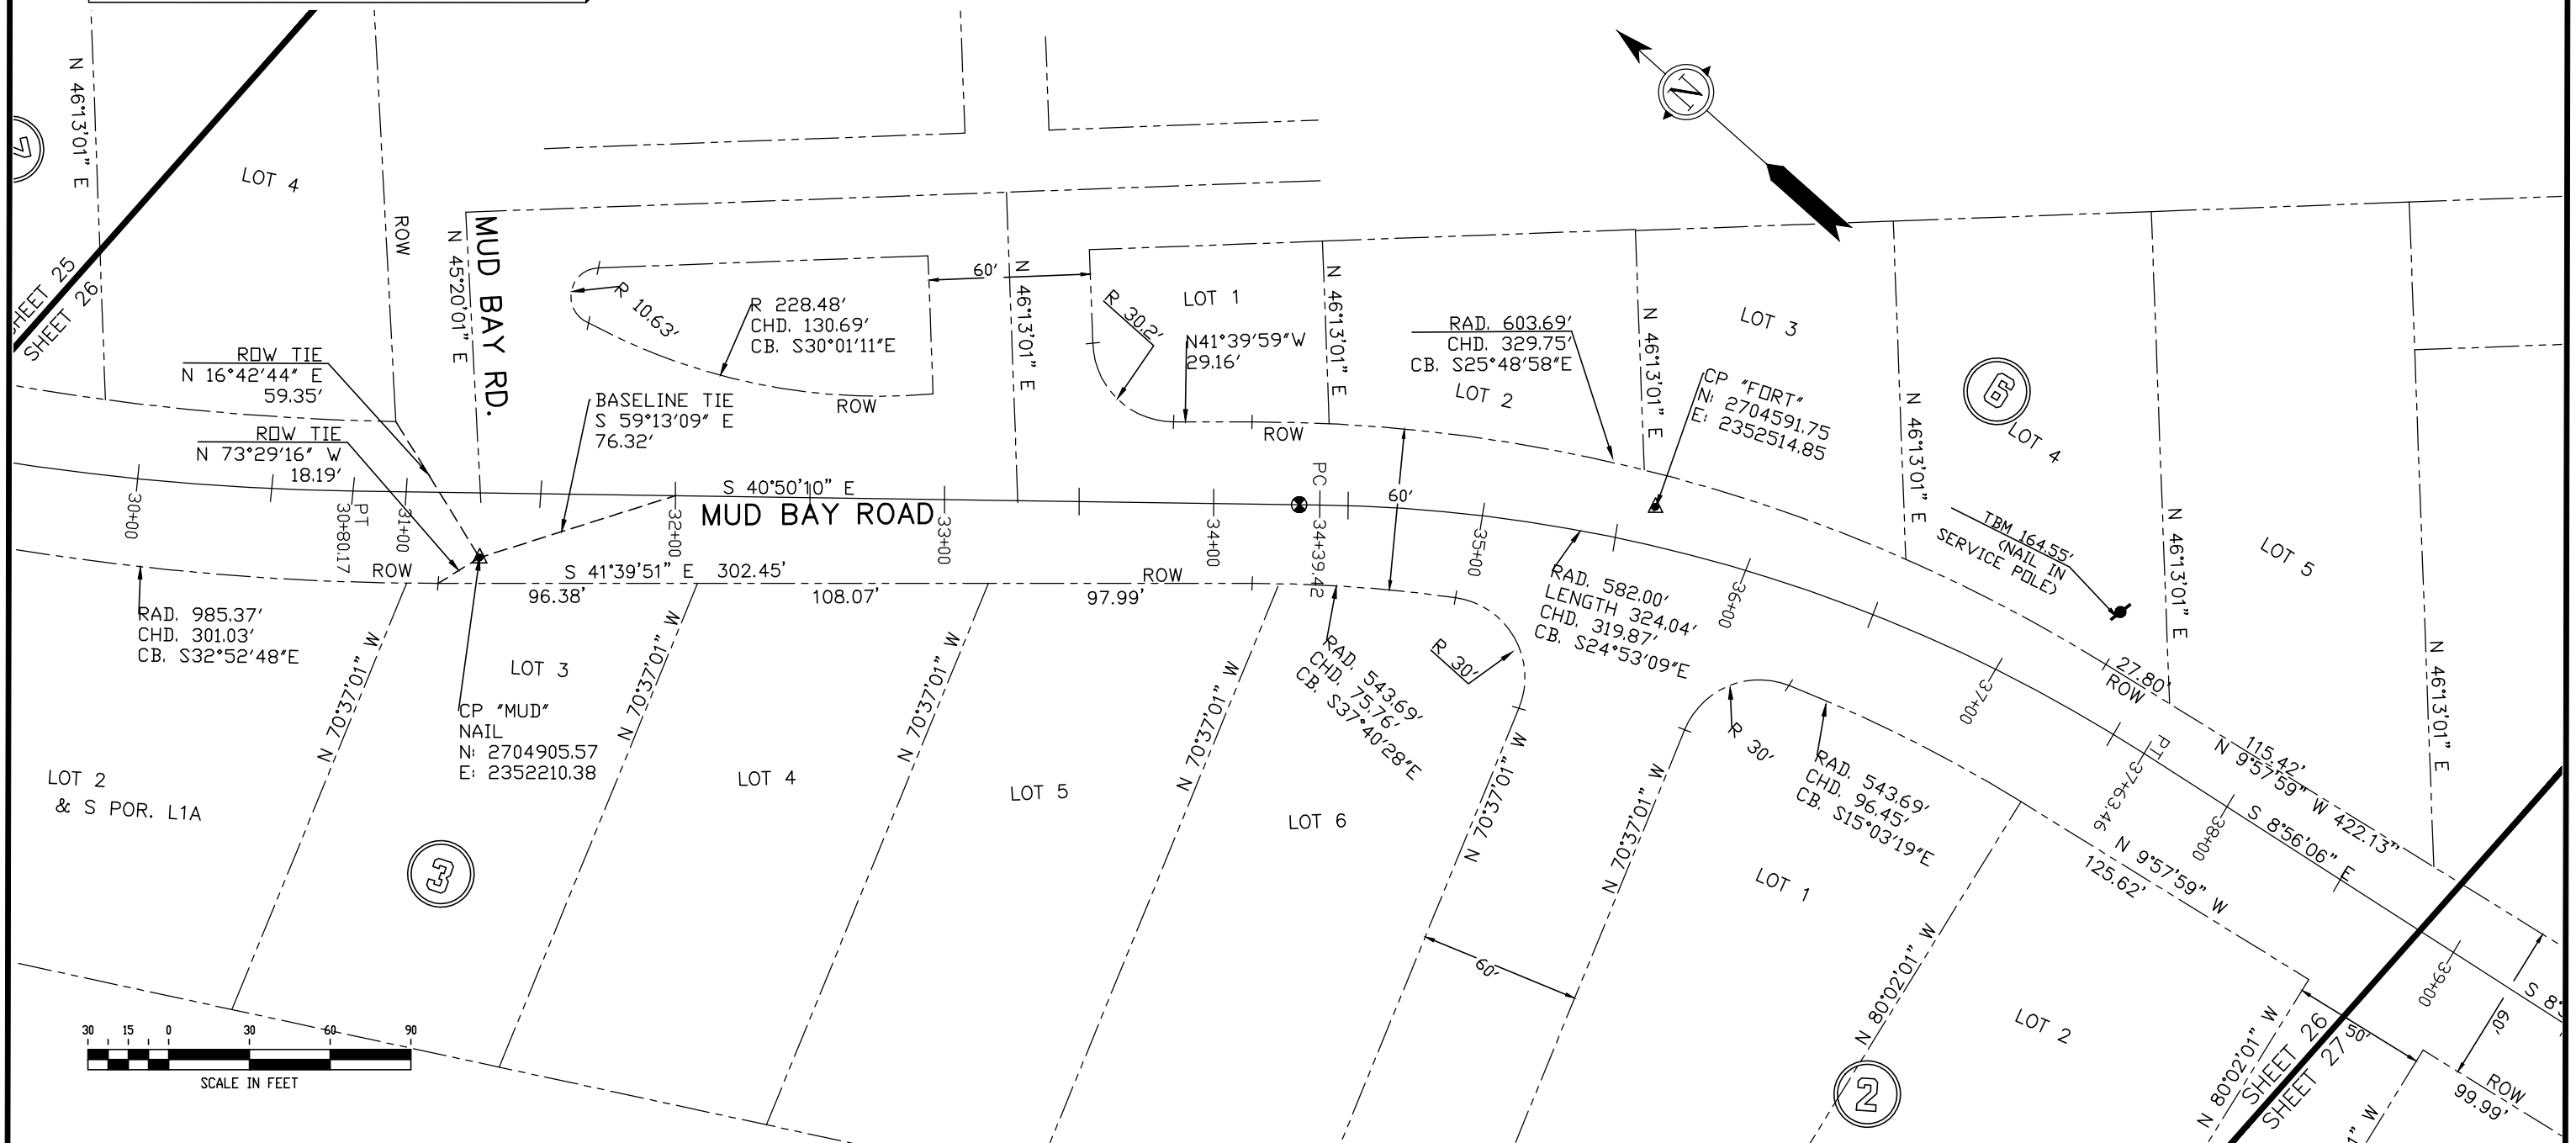 N 46°13'01" E
7
LOT 4
SHEET 25
SHEET 26
ROW
N 45°20'01" E
MUD BAY RD.
ROW TIE
N 16°42'44" E
59.35'
ROW TIE
N 73°29'16" W
18.19'
R 10.63'
R 228.48'
CHD. 130.69'
CB. S30°01'11"E
ROW
BASELINE TIE
S 59°13'09" E
76.32'
60'
N 46°13'01" E
R 30.2'
LOT 1
N41°39'59"W
29.16'
ROW
N 46°13'01" E
RAD. 603.69'
CHD. 329.75'
CB. S25°48'58"E
LOT 2
N
N 46°13'01" E
LOT 3
CP "FORT"
N: 2704591.75
E: 2352514.85
N 46°13'01" E
6
LOT 4
TBM 164.55'
(NAIL IN
SERVICE POLE)
N 46°13'01" E
LOT 5
N 46°13'01" E
30+00
PT
30+80.17
31+00
32+00
S 40°50'10" E
MUD BAY ROAD
33+00
34+00
PC
34+39.42
60'
35+00
36+00
37+00
PT
37+63.46
38+00
39+00
ROW
S 41°39'51" E 302.45'
96.38'
108.07'
97.99'
ROW
RAD. 985.37'
CHD. 301.03'
CB. S32°52'48"E
N 70°37'01" W
LOT 3
CP "MUD"
NAIL
N: 2704905.57
E: 2352210.38
N 70°37'01" W
N 70°37'01" W
N 70°37'01" W
RAD. 543.69'
CHD. 75.76'
CB. S37°40'28"E
R 30'
RAD. 582.00'
LENGTH 324.04'
CHD. 319.87'
CB. S24°53'09"E
N 70°37'01" W
N 70°37'01" W
R 30'
RAD. 543.69'
CHD. 96.45'
CB. S15°03'19"E
27.80'
ROW
115.42'
N 9°57'59" W 422.13"
S 8°56'06" E
N 9°57'59" W
125.62'
LOT 2
& S POR. L1A
3
LOT 4
LOT 5
LOT 6
60'
LOT 1
N 80°02'01" W
2
LOT 2
N 80°02'01" W
SHEET 26
SHEET 27
50'
60'
S 8°
ROW
99.99'
" W
30 15 0 30 60 90
SCALE IN FEET